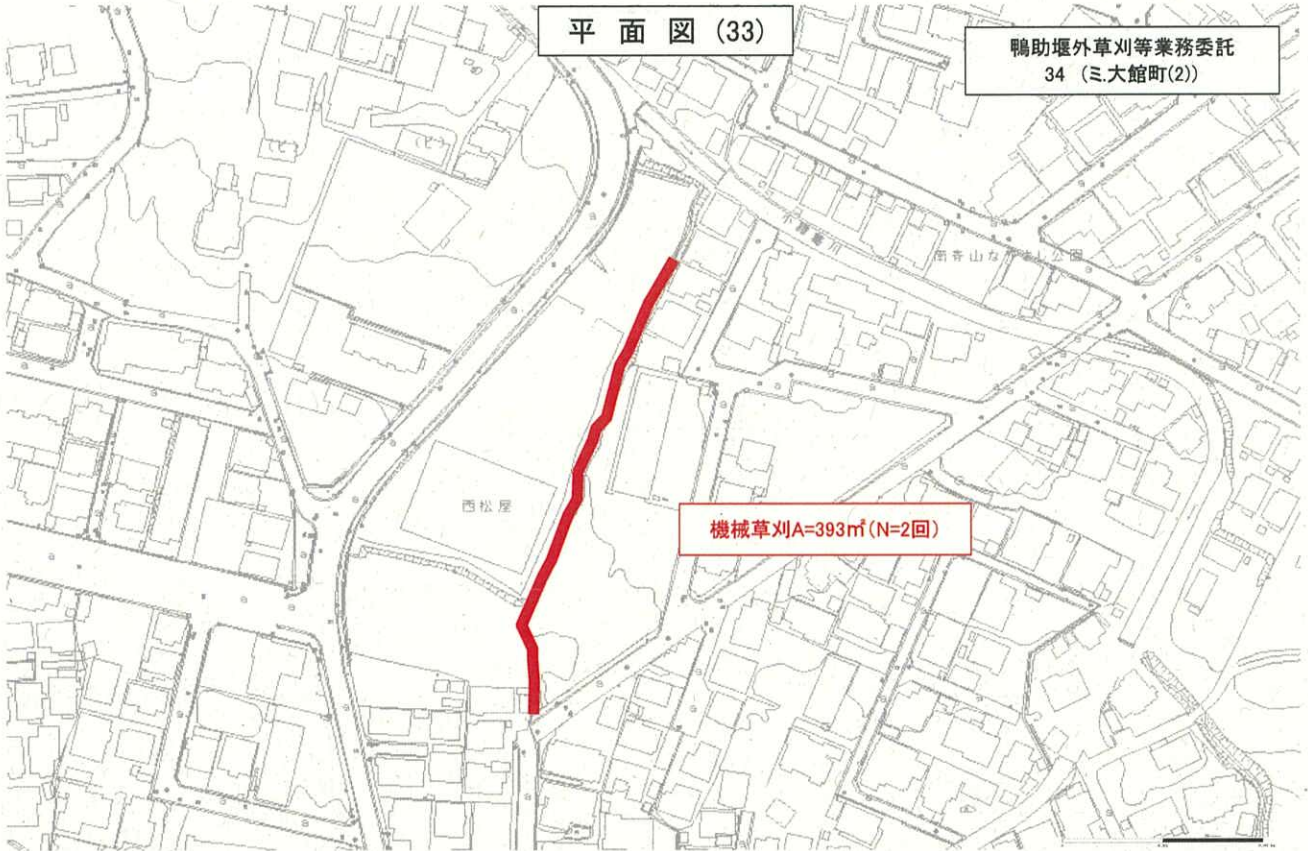 平 面 図 (33)
鴨助堰外草刈等業務委託
34 (ミ.大館町(2))
西松屋
機械草刈A=393㎡(N=2回)